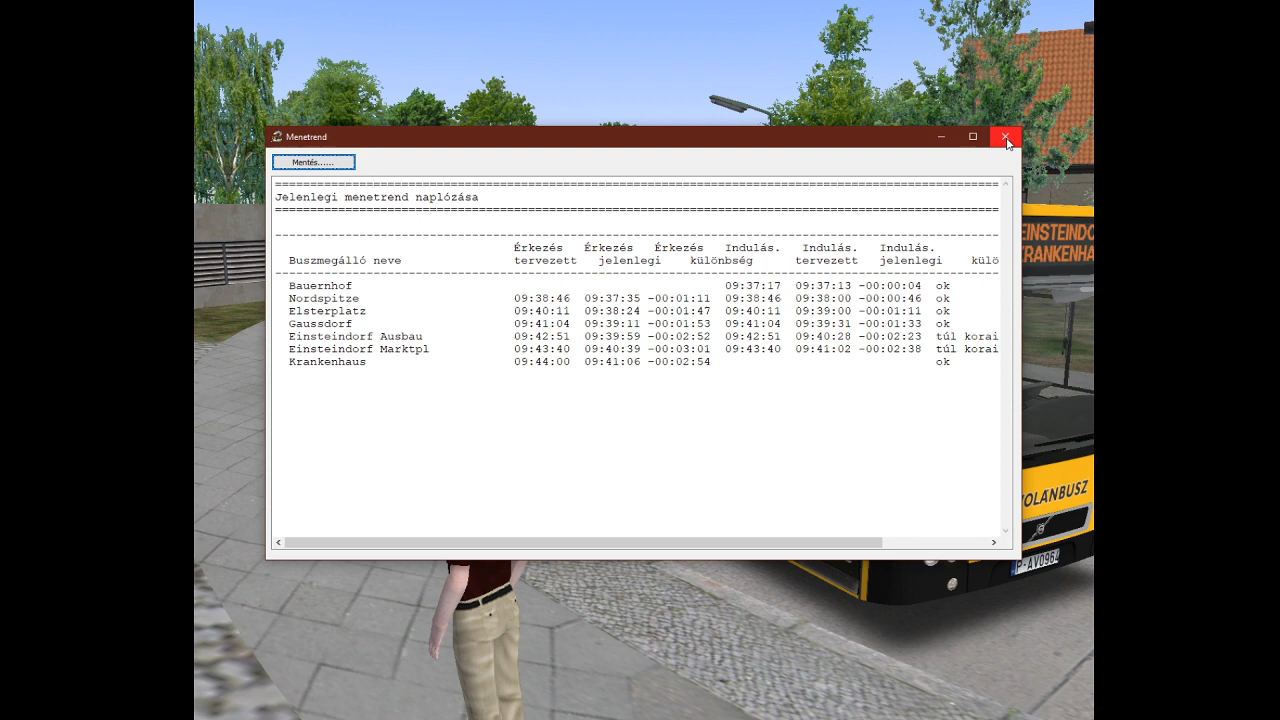 Menetrend
Mentés......
================================================================================
Jelenlegi menetrend naplózása
================================================================================
--------------------------------------------------------------------------------
Érkezés Érkezés Érkezés Indulás. Indulás. Indulás.
Buszmegálló neve tervezett jelenlegi különbség tervezett jelenlegi külö
--------------------------------------------------------------------------------
Bauernhof 09:37:17 09:37:13 -00:00:04 ok
Nordspitze 09:38:46 09:37:35 -00:01:11 09:38:46 09:38:00 -00:00:46 ok
Elsterplatz 09:40:11 09:38:24 -00:01:47 09:40:11 09:39:00 -00:01:11 ok
Gaussdorf 09:41:04 09:39:11 -00:01:53 09:41:04 09:39:31 -00:01:33 ok
Einsteindorf Ausbau 09:42:51 09:39:59 -00:02:52 09:42:51 09:40:28 -00:02:23 túl korai
Einsteindorf Marktpl 09:43:40 09:40:39 -00:03:01 09:43:40 09:41:02 -00:02:38 túl korai
Krankenhaus 09:44:00 09:41:06 -00:02:54 ok
EINSTEINDO
KRANKENHA
VOLÁNBUSZ
P-AV0964